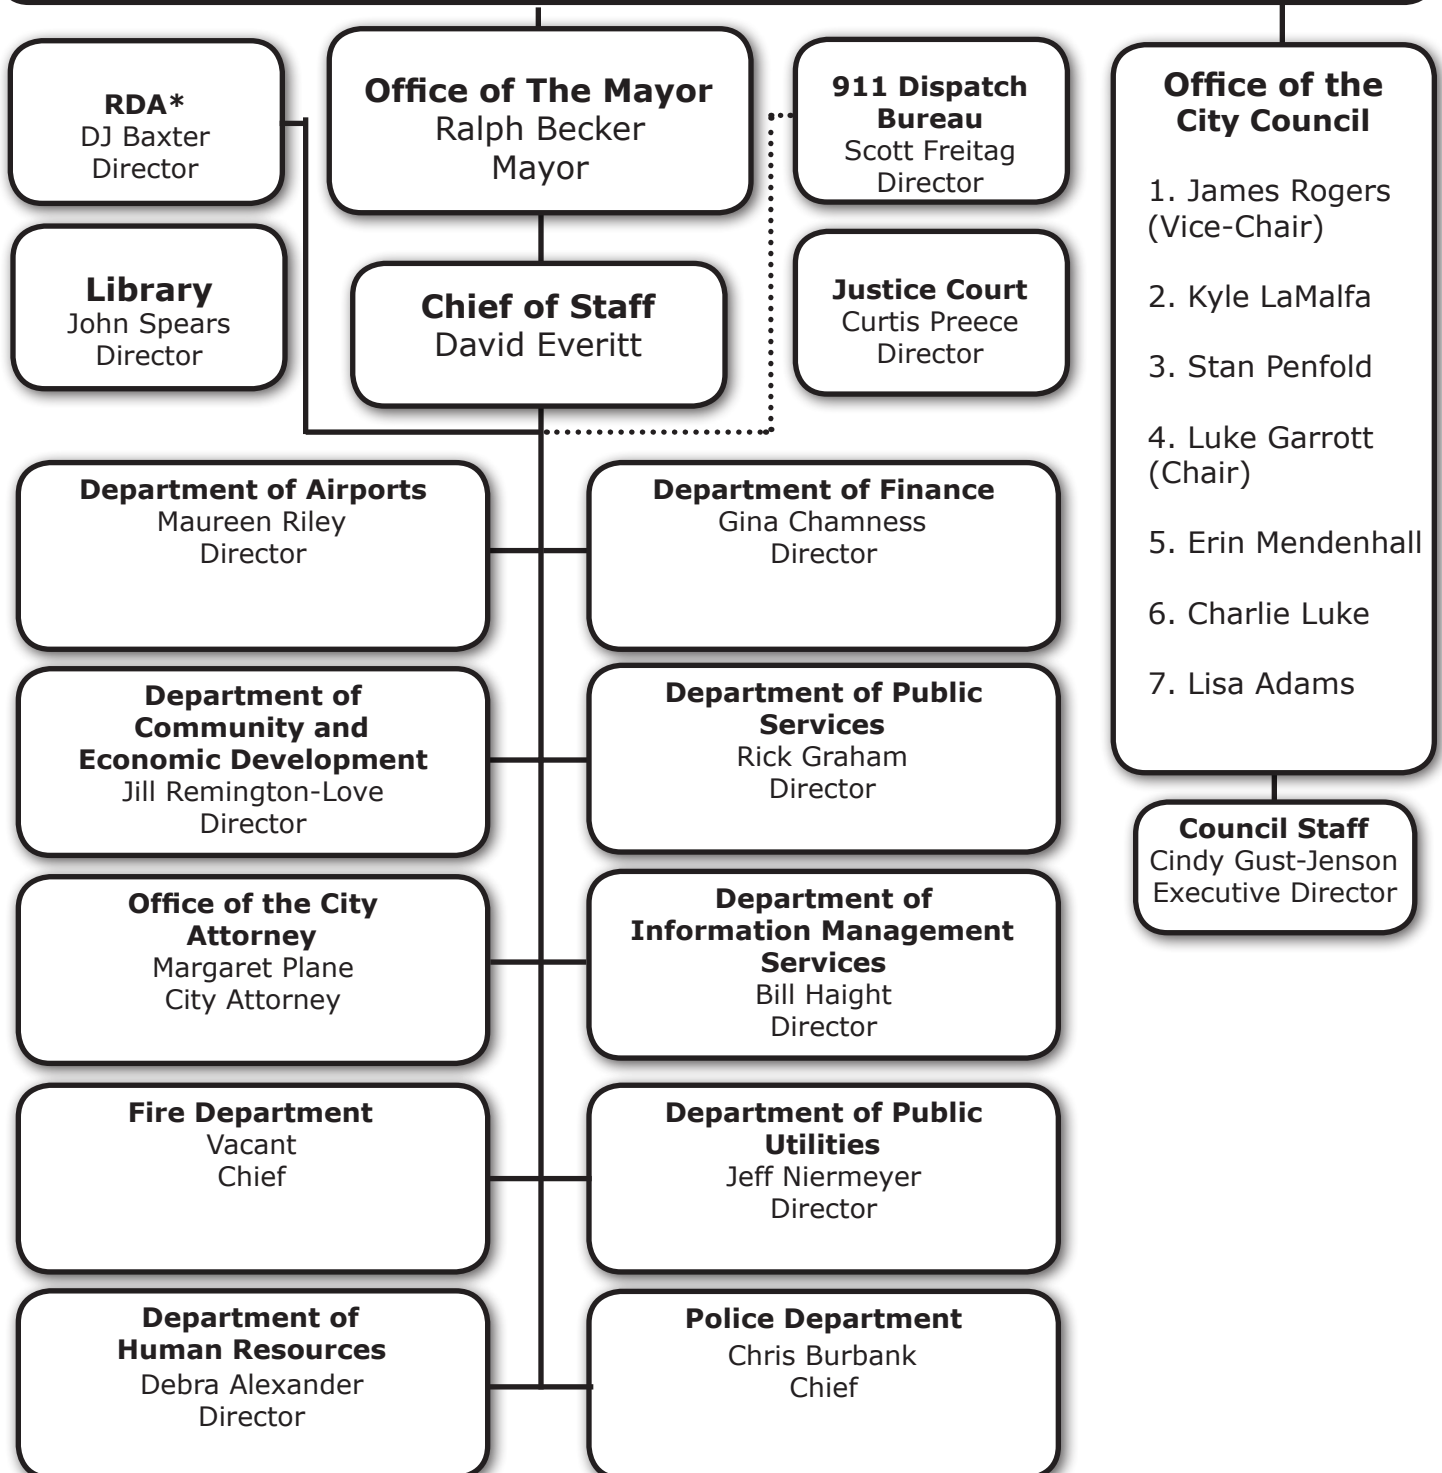 RDA*
DJ Baxter
Director
Office of The Mayor
Ralph Becker
Mayor
911 Dispatch
Bureau
Scott Freitag
Director
Office of the
City Council
1. James Rogers
(Vice-Chair)
2. Kyle LaMalfa
3. Stan Penfold
4. Luke Garrott
(Chair)
5. Erin Mendenhall
6. Charlie Luke
7. Lisa Adams
Library
John Spears
Director
Chief of Staff
David Everitt
Justice Court
Curtis Preece
Director
Department of Airports
Maureen Riley
Director
Department of Finance
Gina Chamness
Director
Department of
Community and
Economic Development
Jill Remington-Love
Director
Department of Public
Services
Rick Graham
Director
Council Staff
Cindy Gust-Jenson
Executive Director
Office of the City
Attorney
Margaret Plane
City Attorney
Department of
Information Management
Services
Bill Haight
Director
Fire Department
Vacant
Chief
Department of Public
Utilities
Jeff Niermeyer
Director
Department of
Human Resources
Debra Alexander
Director
Police Department
Chris Burbank
Chief